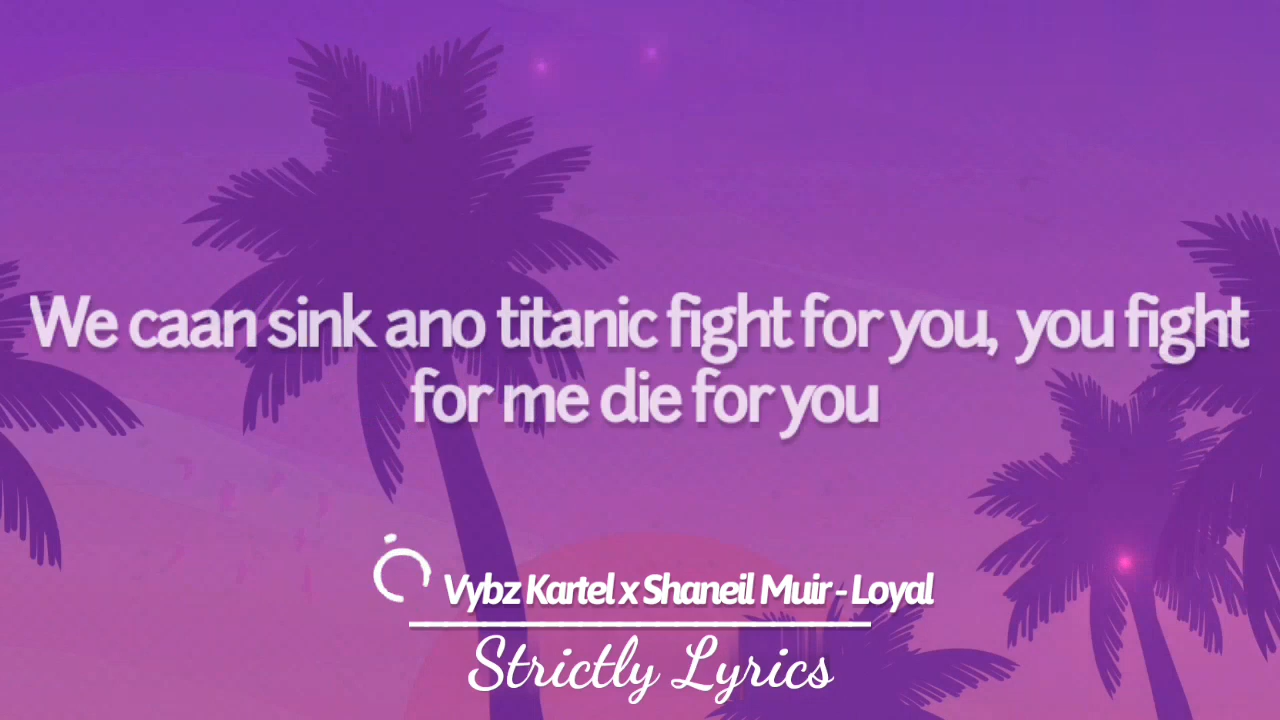 We caan sink ano titanic fight for you, you fight
for me die for you
Vybz Kartel x Shaneil Muir - Loyal
Strictly Lyrics